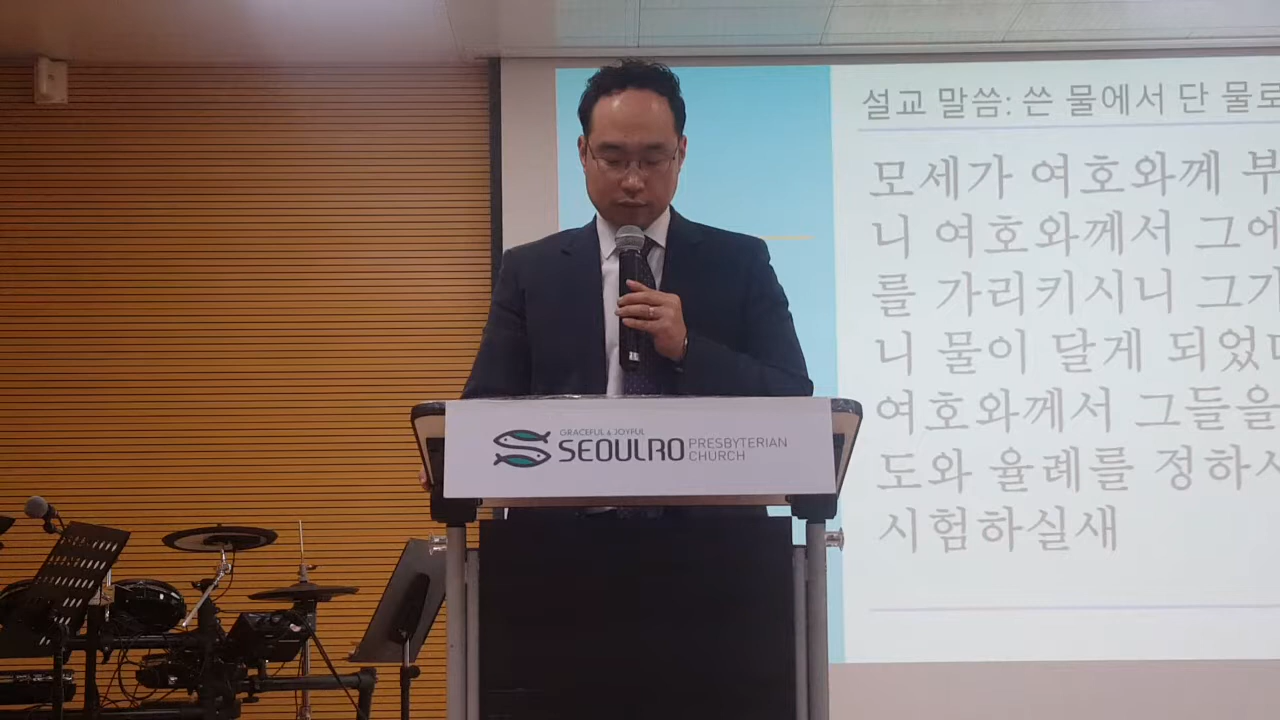 설교 말씀: 쓴 물에서 단 물로
모세가 여호와께 부
니 여호와께서 그에
를 가리키시니 그가
니 물이 달게 되었다
여호와께서 그들을
도와 율례를 정하시
시험하실새
GRACEFUL & JOYFUL
SEOULRO PRESBYTERIAN CHURCH